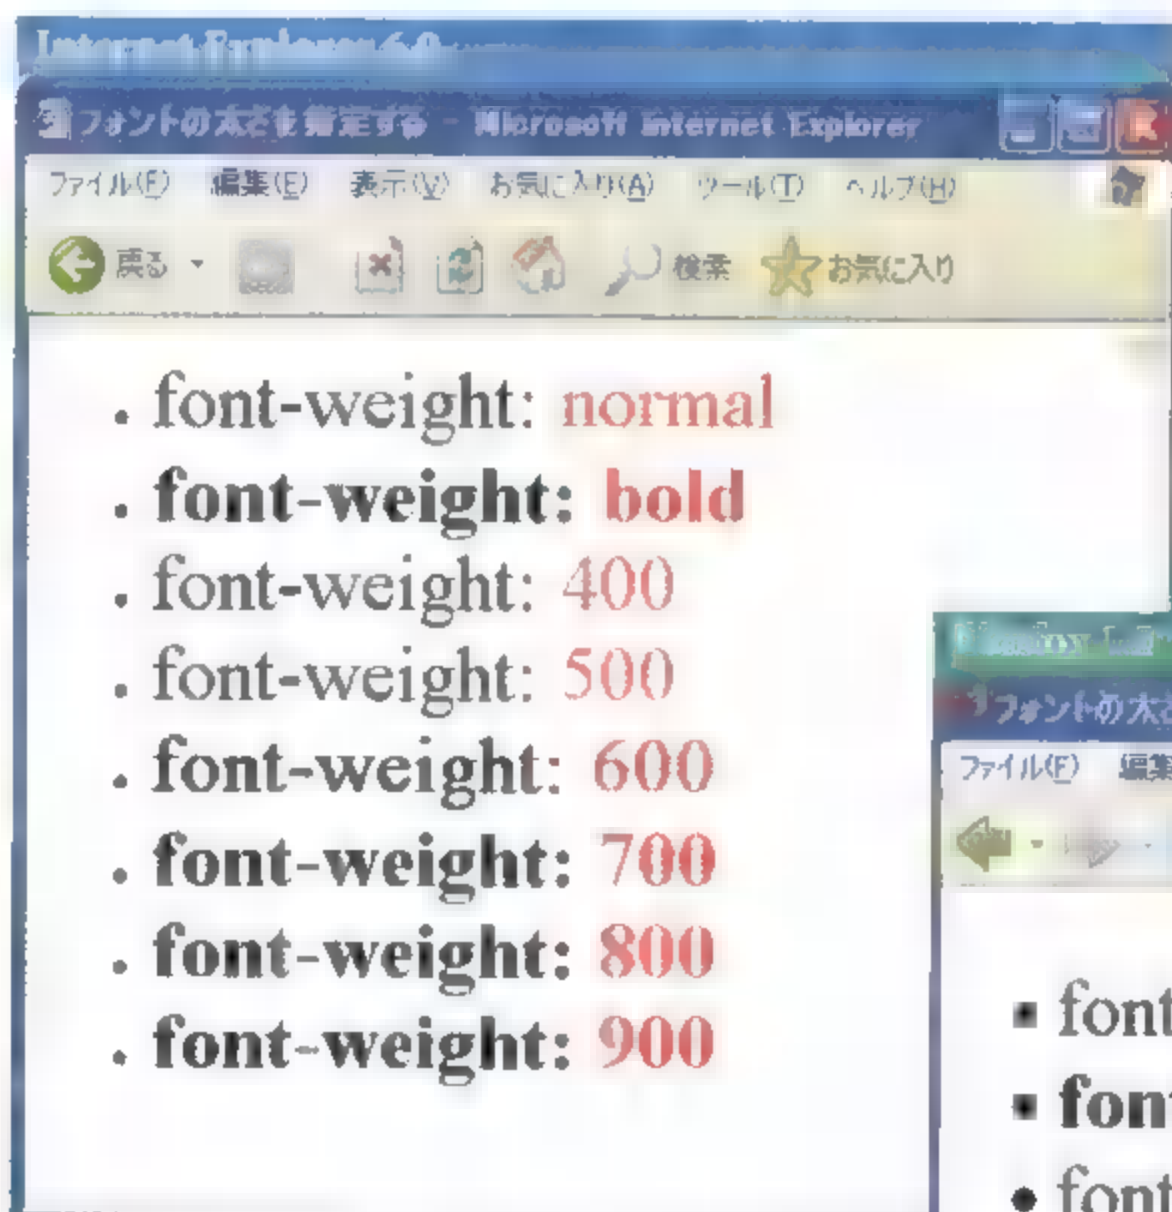 Internet Explorer 6.0
フォントの太さを指定する - Microsoft Internet Explorer
ファイル(F) 編集(E) 表示(V) お気に入り(A) ツール(T) ヘルプ(H)
戻る 検索 お気に入り
• font-weight: normal
• font-weight: bold
• font-weight: 400
• font-weight: 500
• font-weight: 600
• font-weight: 700
• font-weight: 800
• font-weight: 900
フォントの太さ
ファイル(F) 編集
• font
• font
• font